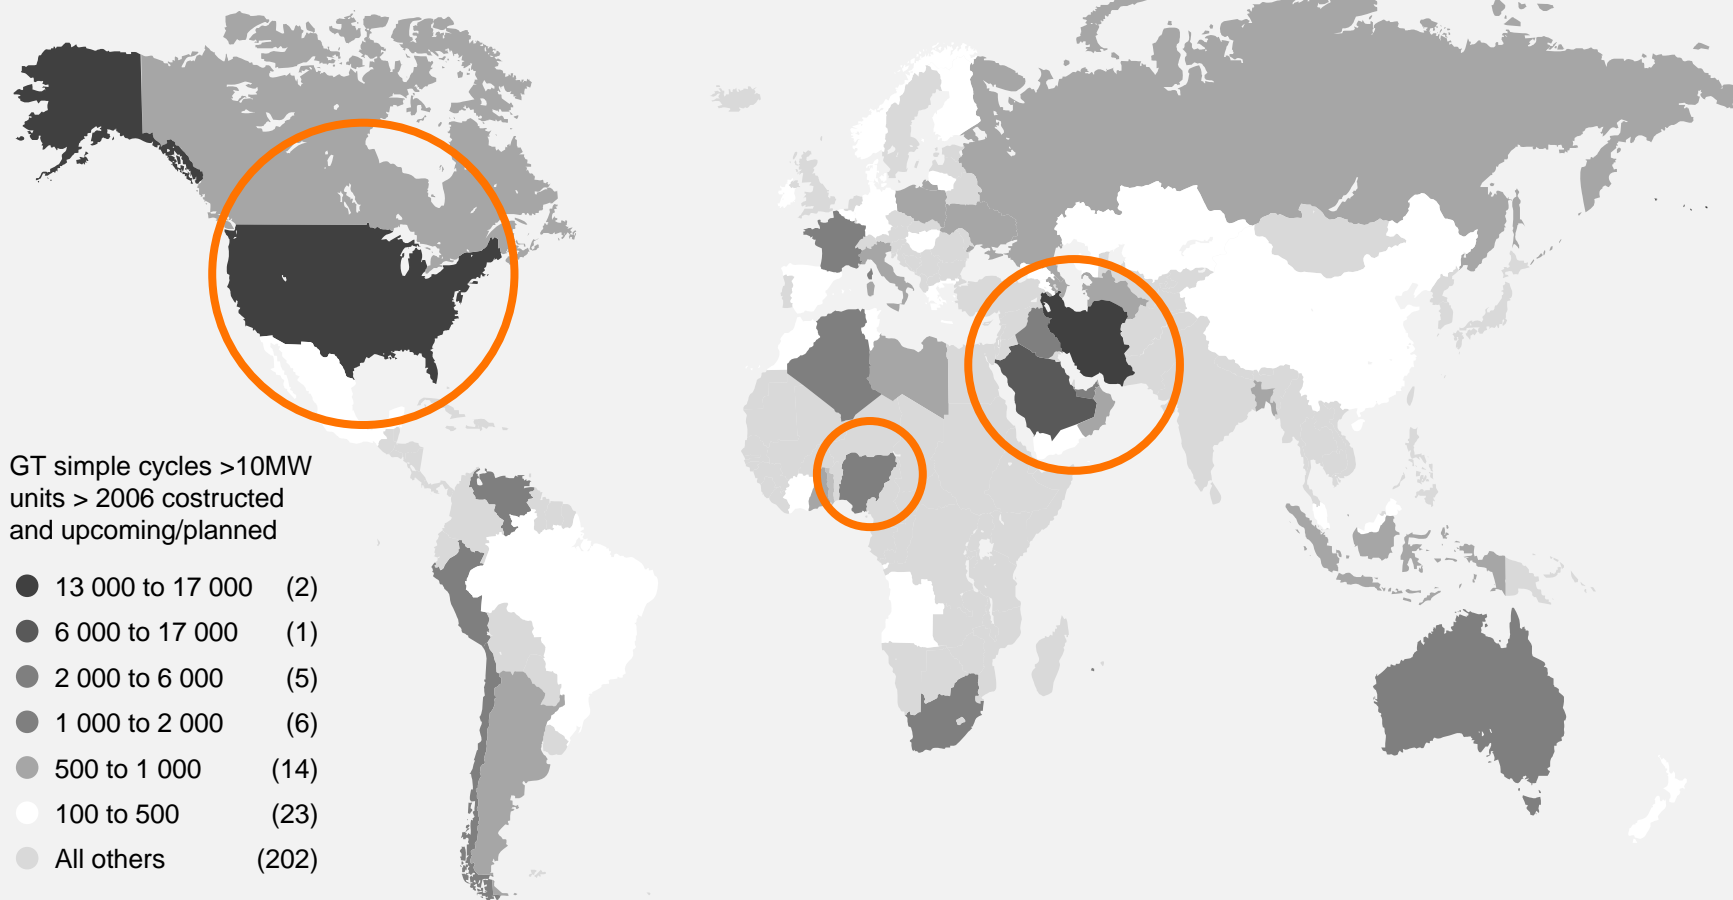 GT simple cycles >10MW
units > 2006 costructed
and upcoming/planned
13 000 to 17 000 (2)
6 000 to 17 000 (1)
2 000 to 6 000 (5)
1 000 to 2 000 (6)
500 to 1 000 (14)
100 to 500 (23)
All others (202)